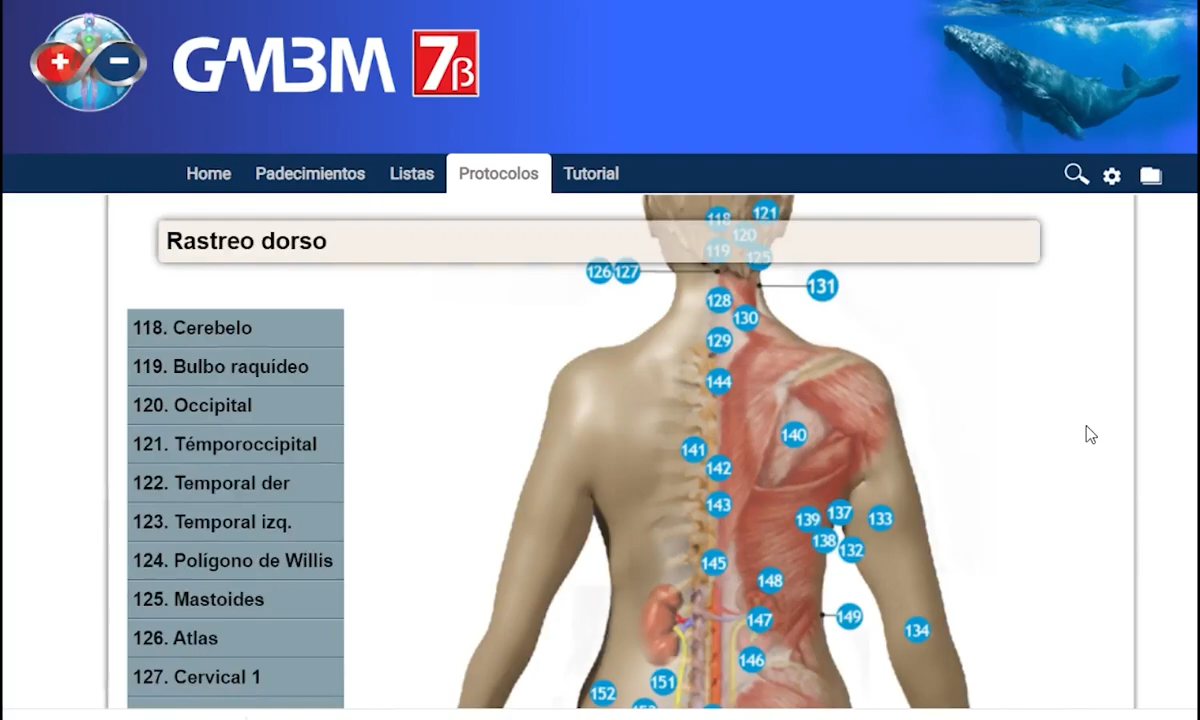 GMBM 7β
Home Padecimientos Listas Protocolos Tutorial
Rastreo dorso
118. Cerebelo
119. Bulbo raquídeo
120. Occipital
121. Témporoccipital
122. Temporal der
123. Temporal izq.
124. Polígono de Willis
125. Mastoides
126. Atlas
127. Cervical 1
118 121
120
119 125
126 127
131
128
130
129
144
140
141
142
143
139 137 133
138 132
145
148
147 149
134
146
151
152